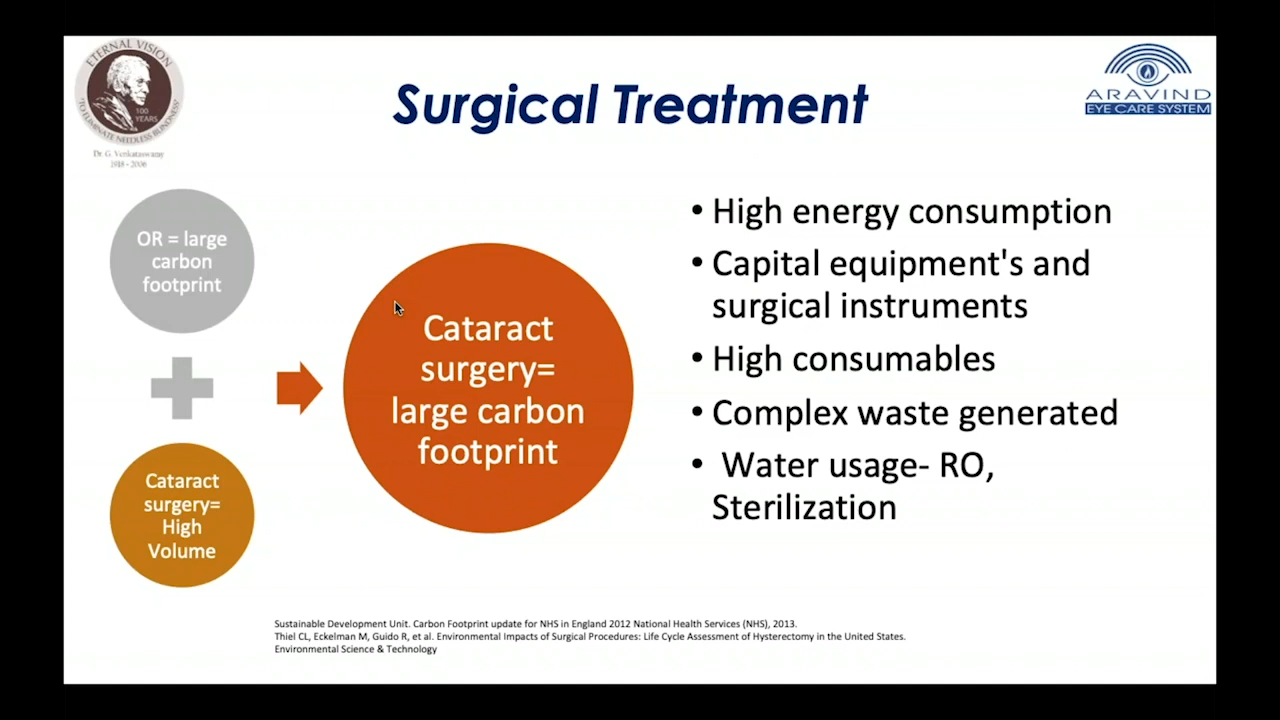 ETERNAL VISION
100
YEARS
"TO ELIMINATE NEEDLESS BLINDNESS"
Dr. G. Venkataswamy
1918 - 2006
Surgical Treatment
ARAVIND
EYE CARE SYSTEM
OR = large
carbon
footprint
Cataract
surgery=
High
Volume
Cataract
surgery=
large carbon
footprint
• High energy consumption
• Capital equipment's and
surgical instruments
• High consumables
• Complex waste generated
• Water usage- RO,
Sterilization
Sustainable Development Unit. Carbon Footprint update for NHS in England 2012 National Health Services (NHS), 2013.
Thiel CL, Eckelman M, Guido R, et al. Environmental Impacts of Surgical Procedures: Life Cycle Assessment of Hysterectomy in the United States.
Environmental Science & Technology